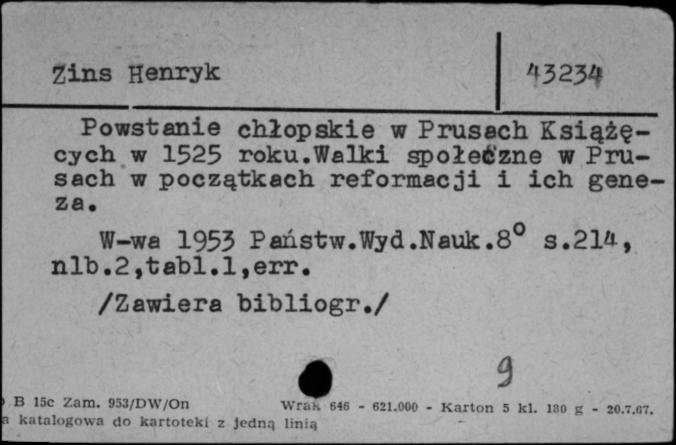 Zins Henryk 43234
Powstanie chłopskie w Prusach Książę-
cych w 1525 roku.Walki społeczne w Pru-
sach w początkach reformacji i ich gene-
za.
W-wa 1953 Państw.Wyd.Nauk.8° s.214,
nlb.2,tabl.1,err.
/Zawiera bibliogr./
9
B 15c Zam. 953/DW/On Wrak 646 - 621.000 - Karton 5 kl. 180 g - 20.7.67.
a katalogowa do kartoteki z jedną linią